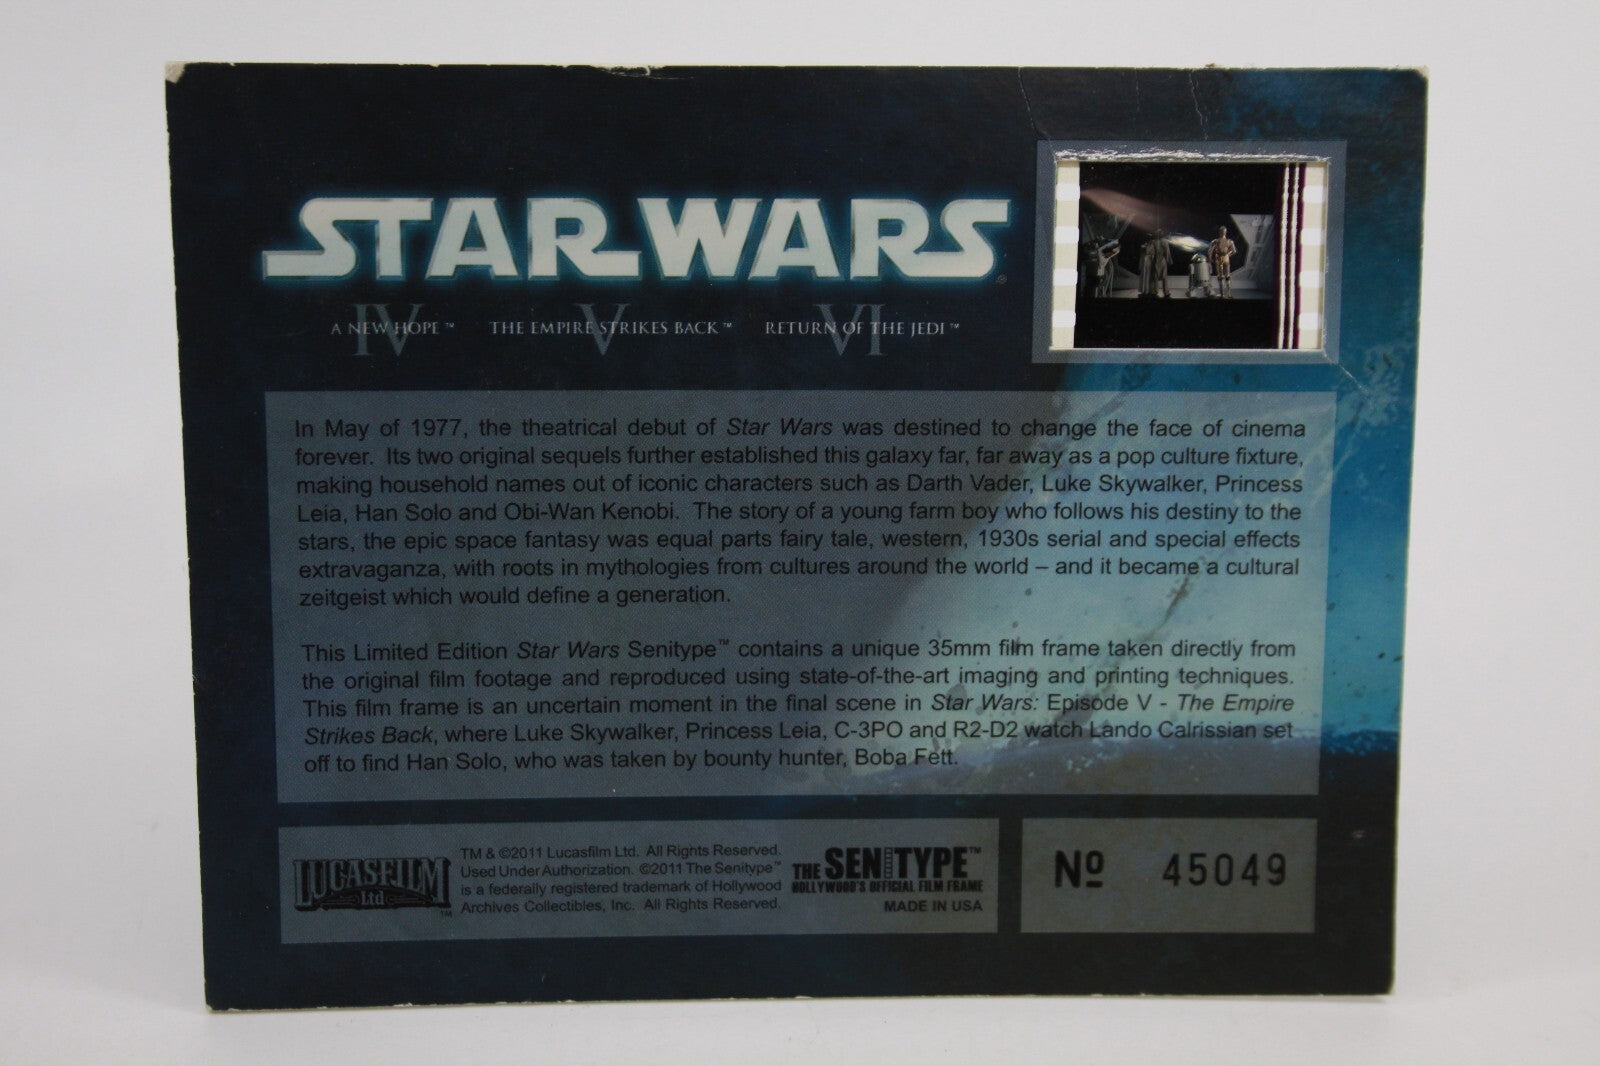 STAR WARS®
IV V VI
A NEW HOPE™ THE EMPIRE STRIKES BACK™ RETURN OF THE JEDI™
In May of 1977, the theatrical debut of Star Wars was destined to change the face of cinema
forever. Its two original sequels further established this galaxy far, far away as a pop culture fixture,
making household names out of iconic characters such as Darth Vader, Luke Skywalker, Princess
Leia, Han Solo and Obi-Wan Kenobi. The story of a young farm boy who follows his destiny to the
stars, the epic space fantasy was equal parts fairy tale, western, 1930s serial and special effects
extravaganza, with roots in mythologies from cultures around the world – and it became a cultural
zeitgeist which would define a generation.
This Limited Edition Star Wars Senitype™ contains a unique 35mm film frame taken directly from
the original film footage and reproduced using state-of-the-art imaging and printing techniques.
This film frame is an uncertain moment in the final scene in Star Wars: Episode V - The Empire
Strikes Back, where Luke Skywalker, Princess Leia, C-3PO and R2-D2 watch Lando Calrissian set
off to find Han Solo, who was taken by bounty hunter, Boba Fett.
LUCASFILM
Ltd™
TM & ©2011 Lucasfilm Ltd. All Rights Reserved.
Used Under Authorization. ©2011 The Senitype™
is a federally registered trademark of Hollywood
Archives Collectibles, Inc. All Rights Reserved.
THE SENITYPE™
HOLLYWOOD'S OFFICIAL FILM FRAME
MADE IN USA
Nº 45049